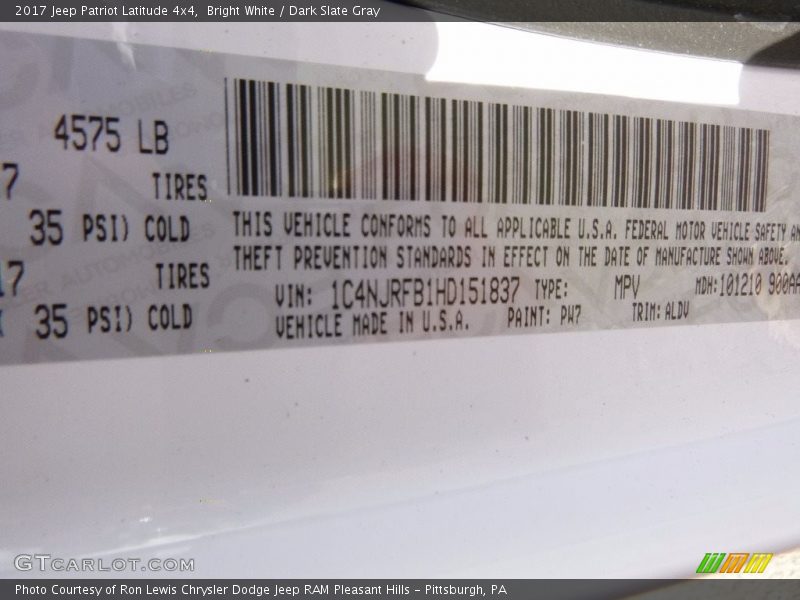 2017 Jeep Patriot Latitude 4x4,  Bright White / Dark Slate Gray
4575 LB
7 TIRES
35 PSI) COLD
17 TIRES
35 PSI) COLD
THIS VEHICLE CONFORMS TO ALL APPLICABLE U.S.A. FEDERAL MOTOR VEHICLE SAFETY AN
THEFT PREVENTION STANDARDS IN EFFECT ON THE DATE OF MANUFACTURE SHOWN ABOVE.
VIN: 1C4NJRFB1HD151837 TYPE: MPV MDH:101210 900AA
VEHICLE MADE IN U.S.A. PAINT: PW7 TRIM: ALDV
GTCARLOT.COM
Photo Courtesy of Ron Lewis Chrysler Dodge Jeep RAM Pleasant Hills - Pittsburgh, PA